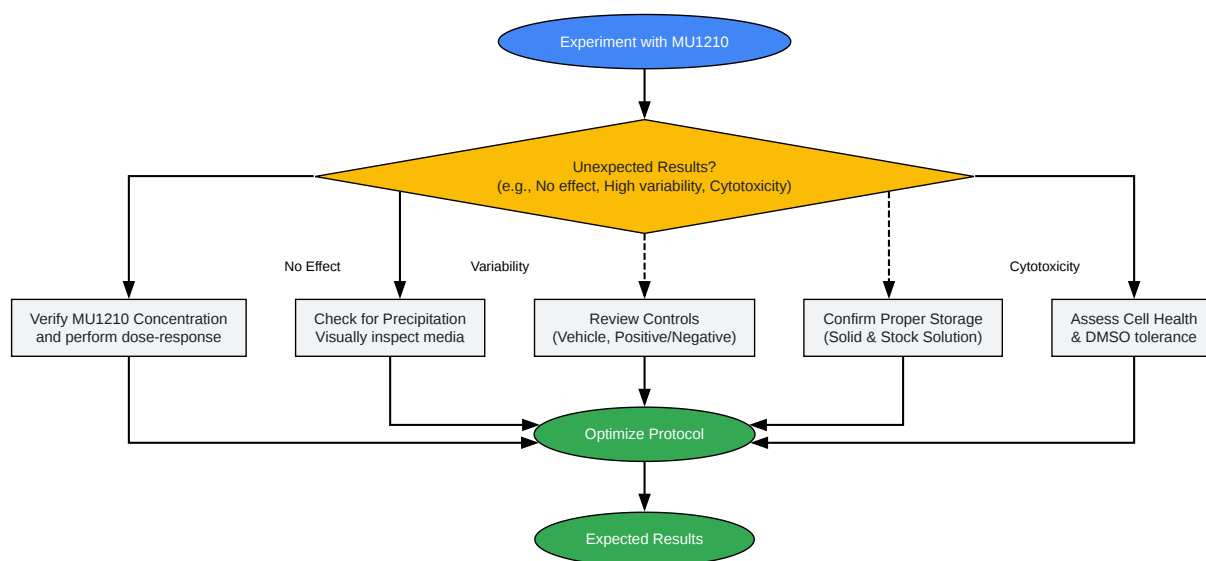 Experiment with MU1210
Unexpected Results?
(e.g., No effect, High variability, Cytotoxicity)
No Effect
Variability
Cytotoxicity
Verify MU1210 Concentration
and perform dose-response
Check for Precipitation
Visually inspect media
Review Controls
(Vehicle, Positive/Negative)
Confirm Proper Storage
(Solid & Stock Solution)
Assess Cell Health
& DMSO tolerance
Optimize Protocol
Expected Results